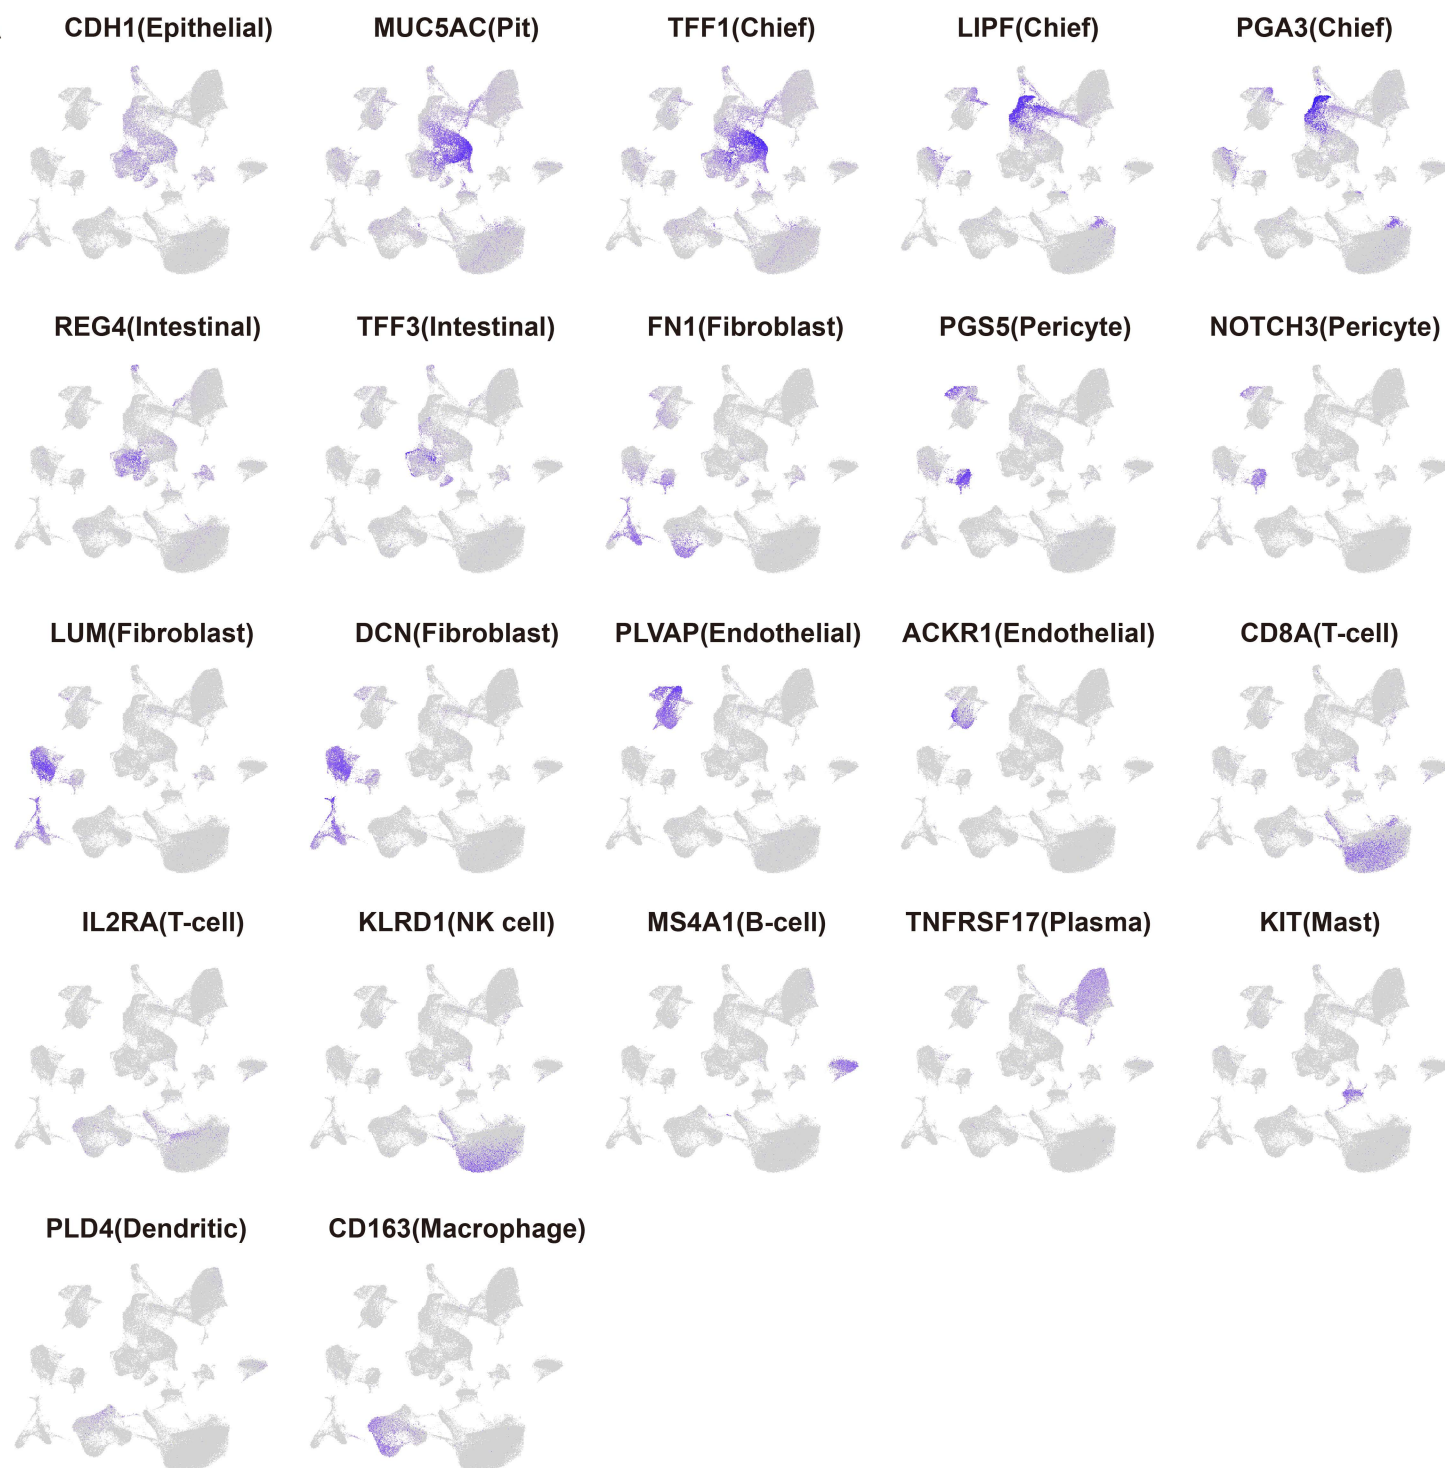 CDH1(Epithelial)
MUC5AC(Pit)
TFF1(Chief)
LIPF(Chief)
PGA3(Chief)
REG4(Intestinal)
TFF3(Intestinal)
FN1(Fibroblast)
PGS5(Pericyte)
NOTCH3(Pericyte)
LUM(Fibroblast)
DCN(Fibroblast)
PLVAP(Endothelial)
ACKR1(Endothelial)
CD8A(T-cell)
IL2RA(T-cell)
KLRD1(NK cell)
MS4A1(B-cell)
TNFRSF17(Plasma)
KIT(Mast)
PLD4(Dendritic)
CD163(Macrophage)